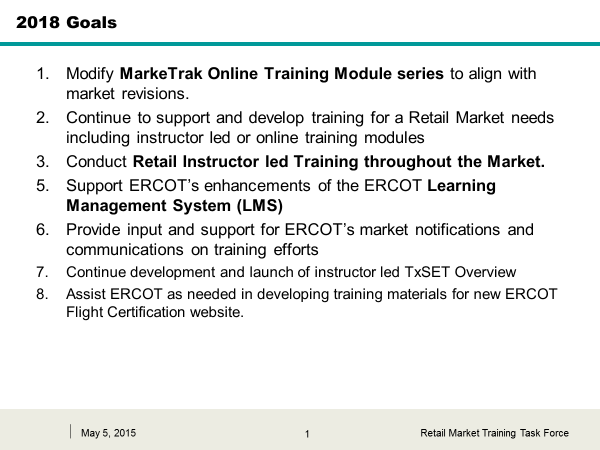 2018 Goals
1. Modify MarkeTrak Online Training Module series to align with
market revisions.
2. Continue to support and develop training for a Retail Market needs
including instructor led or online training modules
3. Conduct Retail Instructor led Training throughout the Market.
5. Support ERCOT's enhancements of the ERCOT Learning
Management System (LMS)
6. Provide input and support for ERCOT's market notifications and
communications on training efforts
7. Continue development and launch of instructor led TxSET Overview
8. Assist ERCOT as needed in developing training materials for new ERCOT
Flight Certification website.
May 5, 2015
1
Retail Market Training Task Force